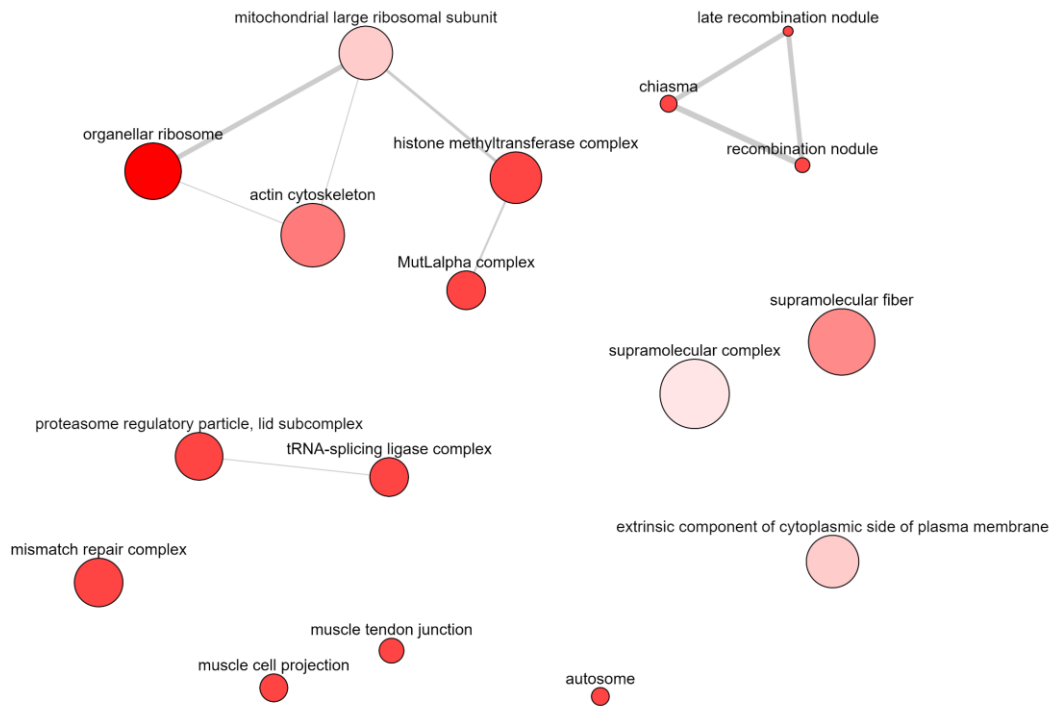 mitochondrial large ribosomal subunit
late recombination nodule
chiasma
organellar ribosome
histone methyltransferase complex
recombination nodule
actin cytoskeleton
MutLalpha complex
supramolecular fiber
supramolecular complex
proteasome regulatory particle, lid subcomplex
tRNA-splicing ligase complex
extrinsic component of cytoplasmic side of plasma membrane
mismatch repair complex
muscle tendon junction
muscle cell projection
autosome